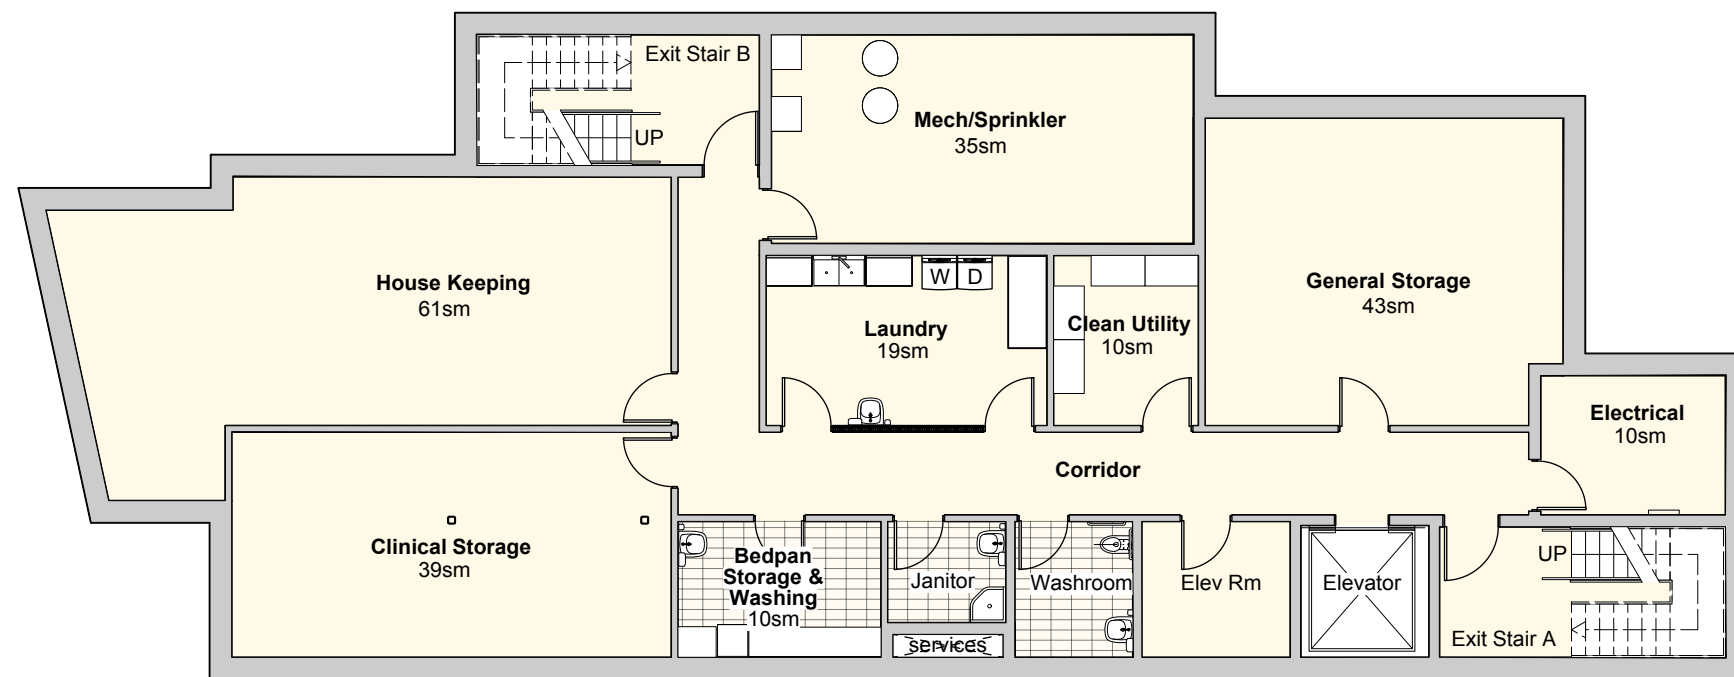 Exit Stair B
UP
Mech/Sprinkler
35sm
House Keeping
61sm
W
D
Laundry
19sm
Clean Utility
10sm
General Storage
43sm
Electrical
10sm
Corridor
Clinical Storage
39sm
Bedpan
Storage &
Washing
10sm
Janitor
services
Washroom
Elev Rm
Elevator
UP
Exit Stair A